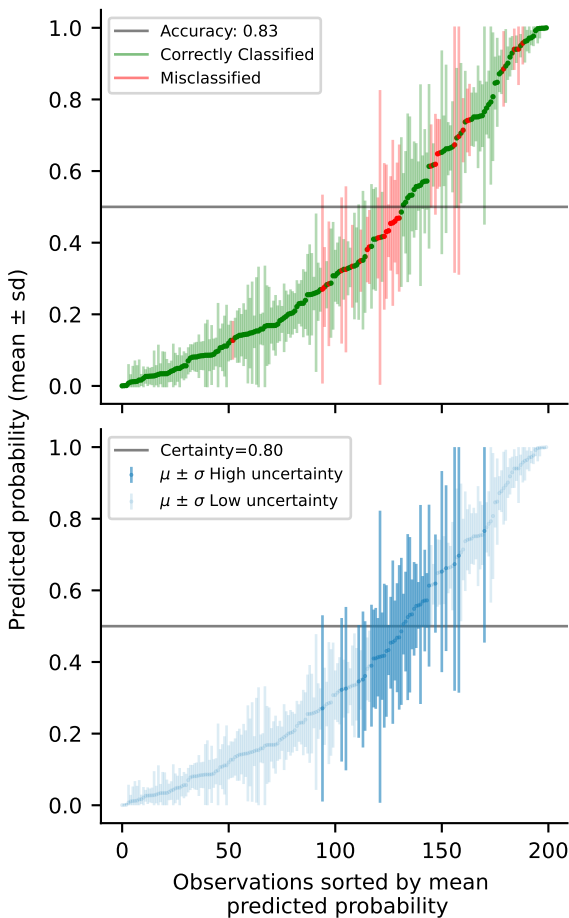 1.0
0.8
0.6
0.4
0.2
0.0
Accuracy: 0.83
Correctly Classified
Misclassified
Predicted probability (mean ± sd)
1.0
0.8
0.6
0.4
0.2
0.0
Certainty=0.80
μ ± σ High uncertainty
μ ± σ Low uncertainty
0 50 100 150 200
Observations sorted by mean
predicted probability